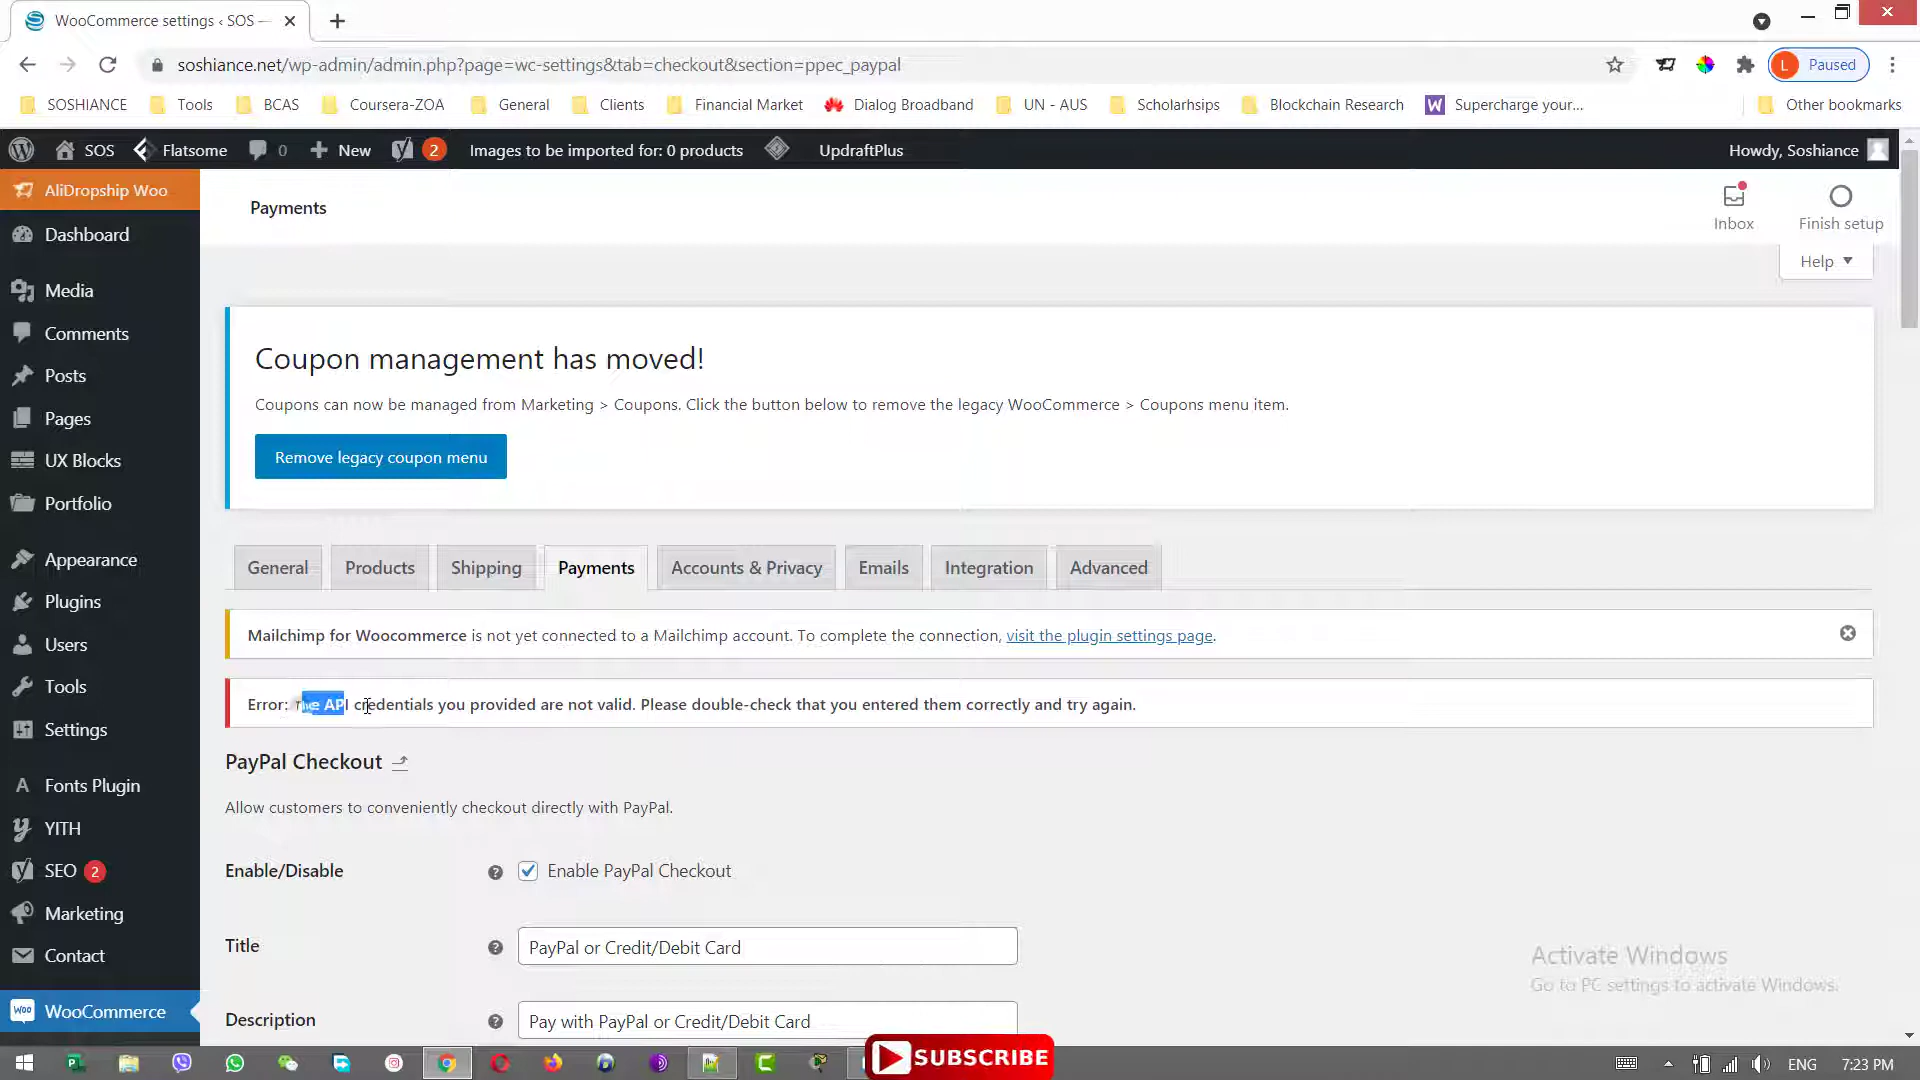 WooCommerce settings ‹ SOS —
soshiance.net/wp-admin/admin.php?page=wc-settings&tab=checkout&section=ppec_paypal
L Paused
SOSHIANCE Tools BCAS Coursera-ZOA General Clients Financial Market Dialog Broadband UN - AUS Scholarhsips Blockchain Research W Supercharge your... Other bookmarks
SOS Flatsome 0 New 2 Images to be imported for: 0 products UpdraftPlus Howdy, Soshiance
AliDropship Woo
Payments
Inbox
Finish setup
Help
Dashboard
Media
Comments
Posts
Pages
UX Blocks
Portfolio
Appearance
Plugins
Users
Tools
Settings
Fonts Plugin
YITH
SEO 2
Marketing
Contact
Woo WooCommerce
Coupon management has moved!
Coupons can now be managed from Marketing > Coupons. Click the button below to remove the legacy WooCommerce > Coupons menu item.
Remove legacy coupon menu
General Products Shipping Payments Accounts & Privacy Emails Integration Advanced
Mailchimp for Woocommerce is not yet connected to a Mailchimp account. To complete the connection, visit the plugin settings page.
Error: The API credentials you provided are not valid. Please double-check that you entered them correctly and try again.
PayPal Checkout
Allow customers to conveniently checkout directly with PayPal.
Enable/Disable Enable PayPal Checkout
Title PayPal or Credit/Debit Card
Description Pay with PayPal or Credit/Debit Card
Activate Windows
Go to PC settings to activate Windows.
SUBSCRIBE
ENG 7:23 PM